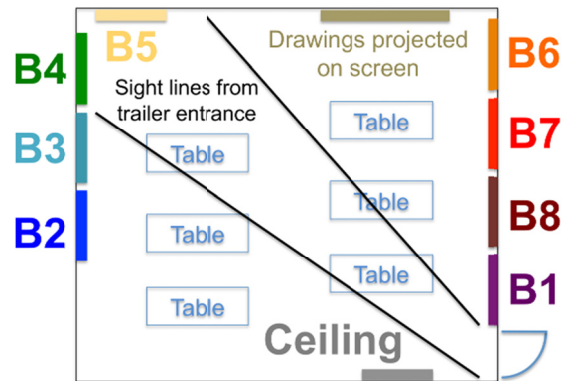 B5
Drawings projected
on screen
B4
B6
Sight lines from
trailer entrance
Table
B3
B7
Table
Table
B2
Table
B8
Table
Table
B1
Ceiling